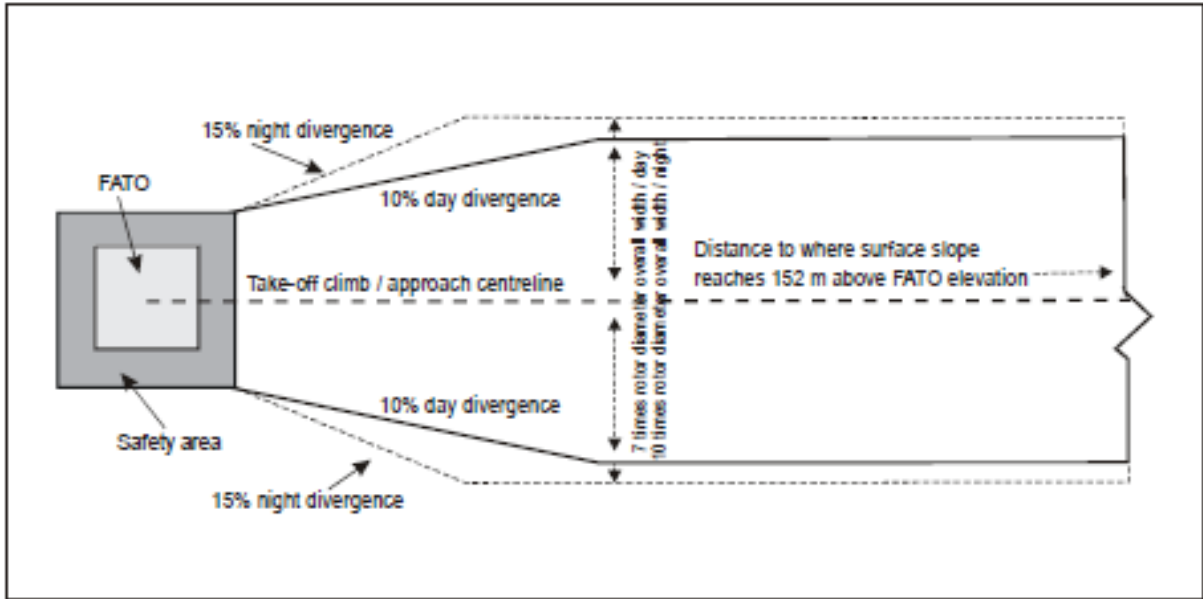 15% night divergence
FATO
10% day divergence
7 times rotor diameter overall width / day
10 times rotor diameter overall width / night
Distance to where surface slope
reaches 152 m above FATO elevation
Take-off climb / approach centreline
10% day divergence
Safety area
15% night divergence